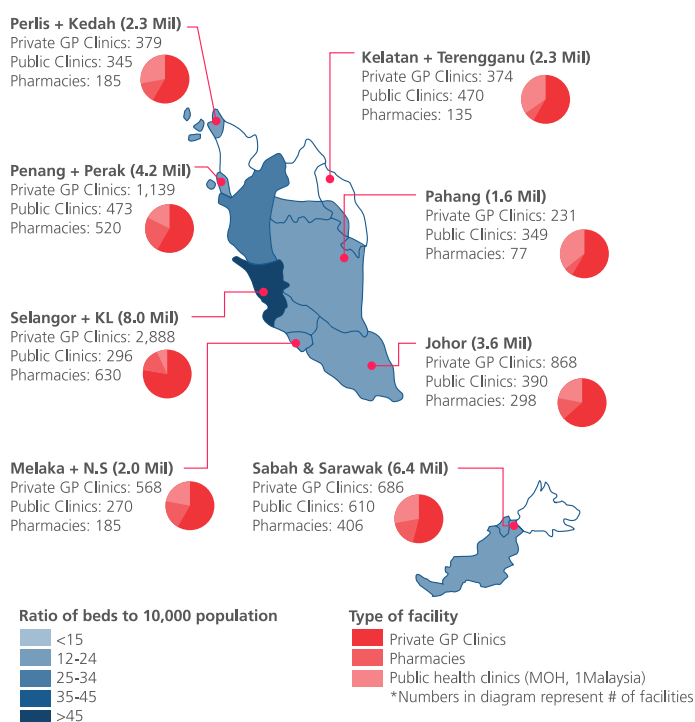 Perlis + Kedah (2.3 Mil)
Private GP Clinics: 379
Public Clinics: 345
Pharmacies: 185
Kelatan + Terengganu (2.3 Mil)
Private GP Clinics: 374
Public Clinics: 470
Pharmacies: 135
Penang + Perak (4.2 Mil)
Private GP Clinics: 1,139
Public Clinics: 473
Pharmacies: 520
Pahang (1.6 Mil)
Private GP Clinics: 231
Public Clinics: 349
Pharmacies: 77
Selangor + KL (8.0 Mil)
Private GP Clinics: 2,888
Public Clinics: 296
Pharmacies: 630
Johor (3.6 Mil)
Private GP Clinics: 868
Public Clinics: 390
Pharmacies: 298
Melaka + N.S (2.0 Mil)
Private GP Clinics: 568
Public Clinics: 270
Pharmacies: 185
Sabah & Sarawak (6.4 Mil)
Private GP Clinics: 686
Public Clinics: 610
Pharmacies: 406
Ratio of beds to 10,000 population
<15
12-24
25-34
35-45
>45
Type of facility
Private GP Clinics
Pharmacies
Public health clinics (MOH, 1Malaysia)
*Numbers in diagram represent # of facilities